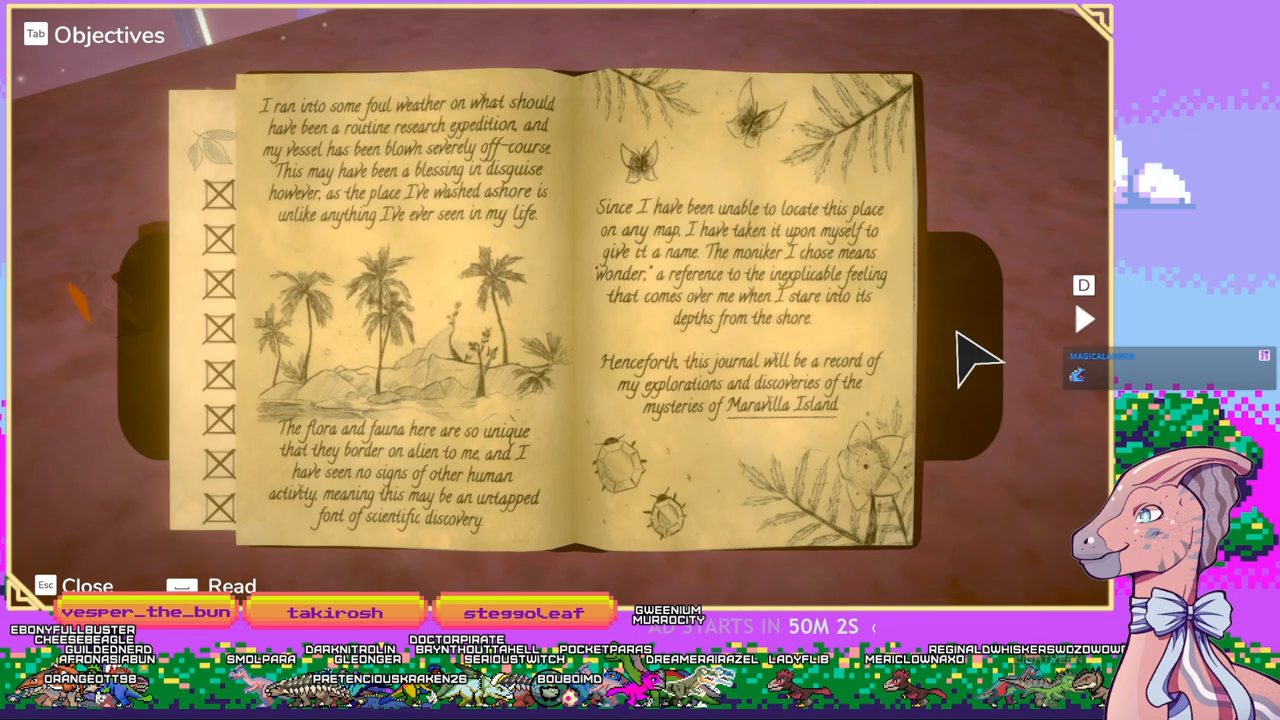 Tab Objectives
I ran into some foul weather on what should
have been a routine research expedition, and
my vessel has been blown severely off-course.
This may have been a blessing in disguise
however, as the place I've washed ashore is
unlike anything I've ever seen in my life.
The flora and fauna here are so unique
that they border on alien to me, and I
have seen no signs of other human
activity, meaning this may be an untapped
font of scientific discovery.
Since I have been unable to locate this place
on any map, I have taken it upon myself to
give it a name. The moniker I chose means
"wonder," a reference to the inexplicable feeling
that comes over me when I stare into its
depths from the shore.
Henceforth, this journal will be a record of
my explorations and discoveries of the
mysteries of Maravilla Island
D
Esc Close
Read
vesper_the_bun
takirosh
steggoleaf
GWEENIUM
MURROCITY
AD STARTS IN 50M 2S
EBONYFULLBUSTER
CHEESEBEAGLE
GUILDEDNERD
AFRONASIABUN
ORANGEOTT98
SMOLPARA
DARKNITROLIN
GLEONGER
PRETENCIOUSKRAKEN26
DOCTORPIRATE
BRYNTHOUTTAHELL
SERIOUSTWITCH
POCKETPARAS
BOUBOIMD
DREAMERAIRAZEL
LADYFLIB
MERICLOWNAXO